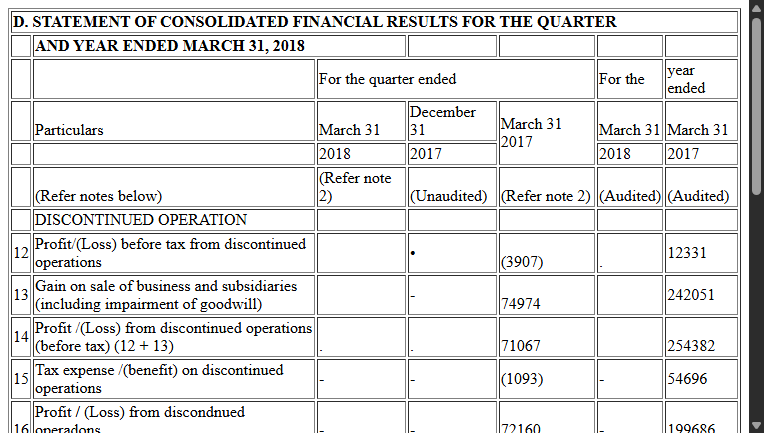 D. STATEMENT OF CONSOLIDATED FINANCIAL RESULTS FOR THE QUARTER
AND YEAR ENDED MARCH 31, 2018
For the quarter ended For the year ended
Particulars March 31 December 31 March 31 2017 March 31 March 31
2018 2017 2018 2017
(Refer notes below) (Refer note 2) (Unaudited) (Refer note 2) (Audited) (Audited)
DISCONTINUED OPERATION
12 Profit/(Loss) before tax from discontinued operations • (3907) . 12331
13 Gain on sale of business and subsidiaries (including impairment of goodwill) - 74974 242051
14 Profit /(Loss) from discontinued operations (before tax) (12 + 13) . . 71067 254382
15 Tax expense /(benefit) on discontinued operations - - (1093) - 54696
16 Profit / (Loss) from discondnued operadons - - 72160 - 199686